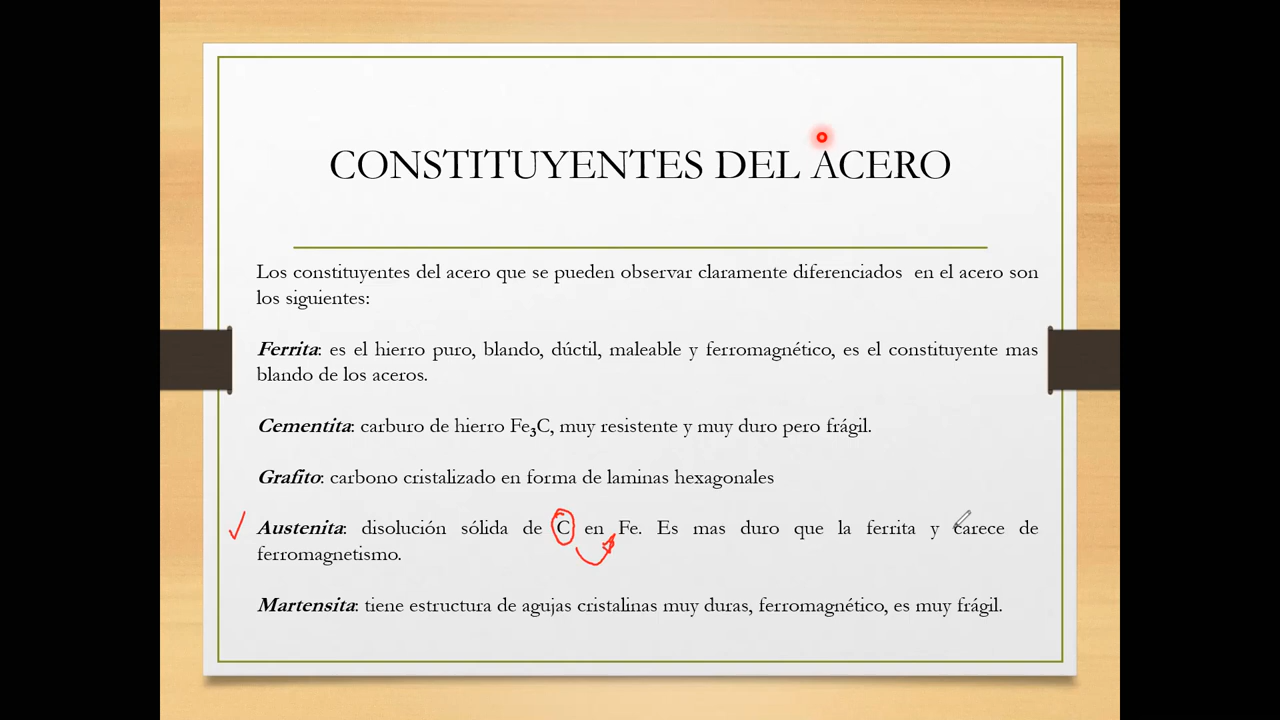 CONSTITUYENTES DEL ACERO
Los constituyentes del acero que se pueden observar claramente diferenciados en el acero son
los siguientes:
Ferrita: es el hierro puro, blando, dúctil, maleable y ferromagnético, es el constituyente mas
blando de los aceros.
Cementita: carburo de hierro Fe₃C, muy resistente y muy duro pero frágil.
Grafito: carbono cristalizado en forma de laminas hexagonales
Austenita: disolución sólida de C en Fe. Es mas duro que la ferrita y carece de
ferromagnetismo.
Martensita: tiene estructura de agujas cristalinas muy duras, ferromagnético, es muy frágil.